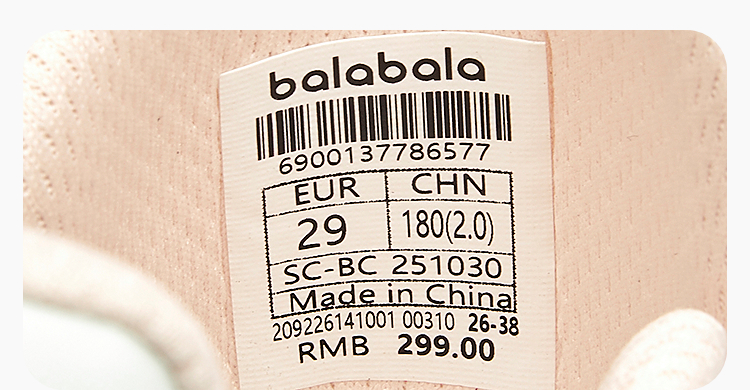 balabala
6900137786577
EUR CHN
29 180(2.0)
SC-BC 251030
Made in China
209226141001 00310 26-38
RMB 299.00